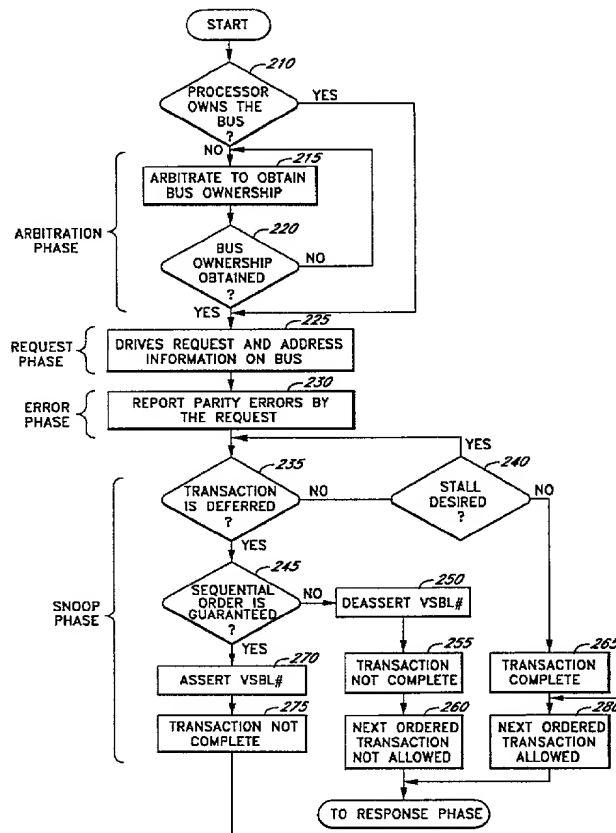 START
210
PROCESSOR
OWNS THE
BUS
?
YES
NO
215
ARBITRATE TO OBTAIN
BUS OWNERSHIP
ARBITRATION
PHASE
220
BUS
OWNERSHIP
OBTAINED
?
NO
YES
225
REQUEST
PHASE
DRIVES REQUEST AND ADDRESS
INFORMATION ON BUS
230
ERROR
PHASE
REPORT PARITY ERRORS BY
THE REQUEST
YES
235
TRANSACTION
IS DEFERRED
?
NO
240
STALL
DESIRED
?
NO
YES
245
SEQUENTIAL
ORDER IS
GUARANTEED
?
NO
250
DEASSERT VSBL#
SNOOP
PHASE
YES
270
ASSERT VSBL#
255
TRANSACTION
NOT COMPLETE
265
TRANSACTION
COMPLETE
275
TRANSACTION NOT
COMPLETE
260
NEXT ORDERED
TRANSACTION
NOT ALLOWED
280
NEXT ORDERED
TRANSACTION
ALLOWED
TO RESPONSE PHASE